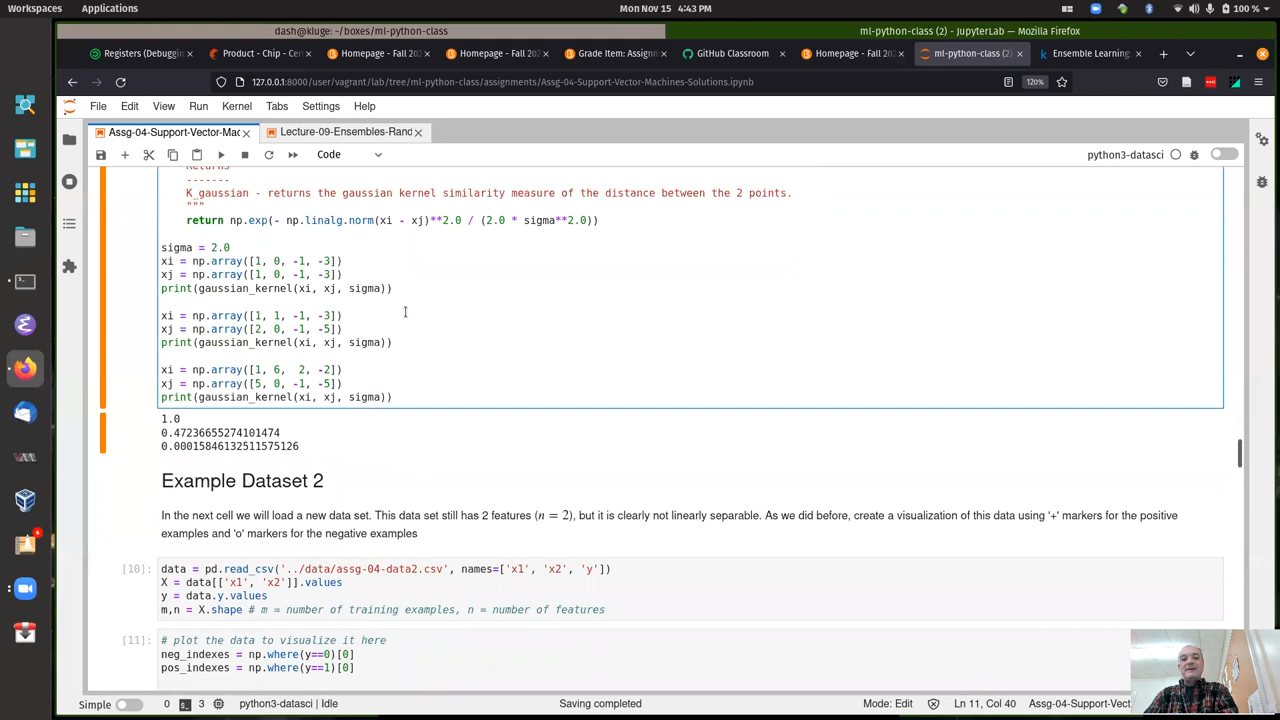 Workspaces Applications Mon Nov 15 4:43 PM 100 %
dash@kluge: ~/boxes/ml-python-class ml-python-class (2) - JupyterLab — Mozilla Firefox
Registers (Debugging Product - Chip - Cer Homepage - Fall 202 Homepage - Fall 202 Grade Item: Assignm GitHub Classroom Homepage - Fall 202 ml-python-class (2) Ensemble Learning:
127.0.0.1:8000/user/vagrant/lab/tree/ml-python-class/assignments/Assg-04-Support-Vector-Machines-Solutions.ipynb 120%
File Edit View Run Kernel Tabs Settings Help
Assg-04-Support-Vector-Mac Lecture-09-Ensembles-Rand
Code python3-datasci
Returns
-------
K_gaussian - returns the gaussian kernel similarity measure of the distance between the 2 points.
"""
return np.exp(- np.linalg.norm(xi - xj)**2.0 / (2.0 * sigma**2.0))
sigma = 2.0
xi = np.array([1, 0, -1, -3])
xj = np.array([1, 0, -1, -3])
print(gaussian_kernel(xi, xj, sigma))
xi = np.array([1, 1, -1, -3])
xj = np.array([2, 0, -1, -5])
print(gaussian_kernel(xi, xj, sigma))
xi = np.array([1, 6, 2, -2])
xj = np.array([5, 0, -1, -5])
print(gaussian_kernel(xi, xj, sigma))
1.0
0.47236655274101474
0.00015846132511575126
Example Dataset 2
In the next cell we will load a new data set. This data set still has 2 features (n = 2), but it is clearly not linearly separable. As we did before, create a visualization of this data using '+' markers for the positive
examples and 'o' markers for the negative examples
[10]: data = pd.read_csv('../data/assg-04-data2.csv', names=['x1', 'x2', 'y'])
X = data[['x1', 'x2']].values
y = data.y.values
m,n = X.shape # m = number of training examples, n = number of features
[11]: # plot the data to visualize it here
neg_indexes = np.where(y==0)[0]
pos_indexes = np.where(y==1)[0]
Simple 0 3 python3-datasci | Idle Saving completed Mode: Edit Ln 11, Col 40 Assg-04-Support-Vect